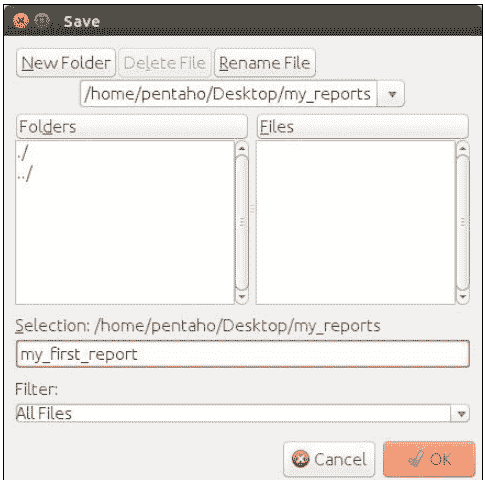 Save
New Folder Delete File Rename File
/home/pentaho/Desktop/my_reports
Folders Files
./
../
Selection: /home/pentaho/Desktop/my_reports
my_first_report
Filter:
All Files
Cancel OK